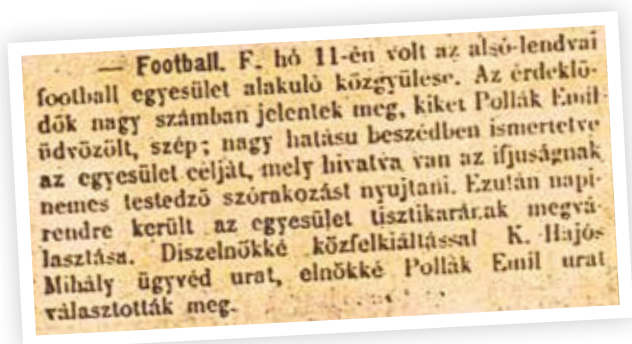 — Football. F. hó 11-én volt az alsó-lendvai
football egyesület alakuló közgyülése. Az érdeklő-
dők nagy számban jelentek meg, kiket Pollák Emil
üdvözölt, szép; nagy hatásu beszédben ismertetve
az egyesület célját, mely hivatva van az ifjuságnak
nemes testedző szórakozást nyujtani. Ezután napi-
rendre került az egyesület tisztikarának megvá-
lasztása. Diszelnökké közfelkiáltással K. Hajós
Mihály ügyvéd urat, elnökké Pollák Emil urat
választották meg.